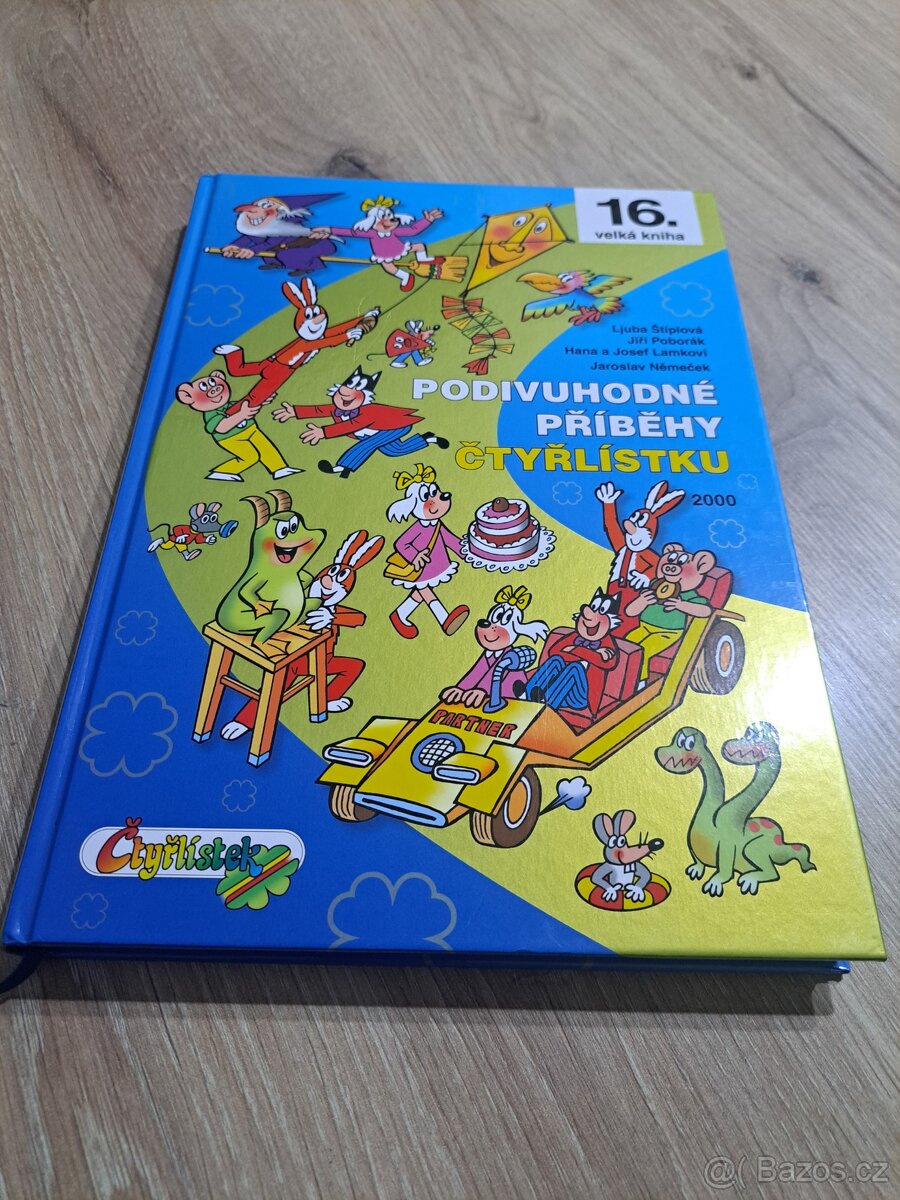 16.
velká kniha
Ljuba Štíplová
Jiří Poborák
Hana a Josef Lamkovi
Jaroslav Němeček
PODIVUHODNÉ
PŘÍBĚHY
ČTYŘLÍSTKU
2000
PARTNER
Čtyřlístek
@( Bazos.cz